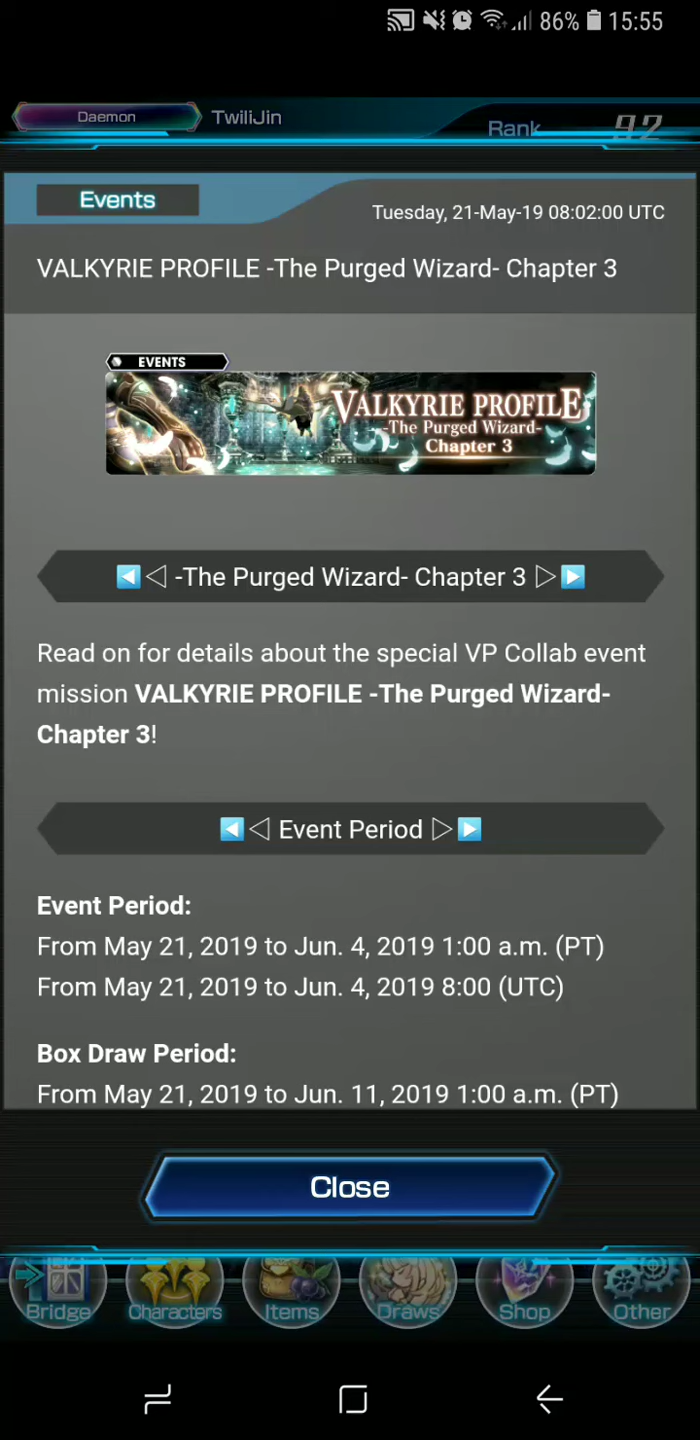 86% 15:55
Daemon TwiliJin Rank 92
Events
Tuesday, 21-May-19 08:02:00 UTC
VALKYRIE PROFILE -The Purged Wizard- Chapter 3
EVENTS
VALKYRIE PROFILE
-The Purged Wizard-
Chapter 3
◀◁ -The Purged Wizard- Chapter 3 ▷▶
Read on for details about the special VP Collab event
mission VALKYRIE PROFILE -The Purged Wizard-
Chapter 3!
◀◁ Event Period ▷▶
Event Period:
From May 21, 2019 to Jun. 4, 2019 1:00 a.m. (PT)
From May 21, 2019 to Jun. 4, 2019 8:00 (UTC)
Box Draw Period:
From May 21, 2019 to Jun. 11, 2019 1:00 a.m. (PT)
Close
Bridge Characters Items Draws Shop Other